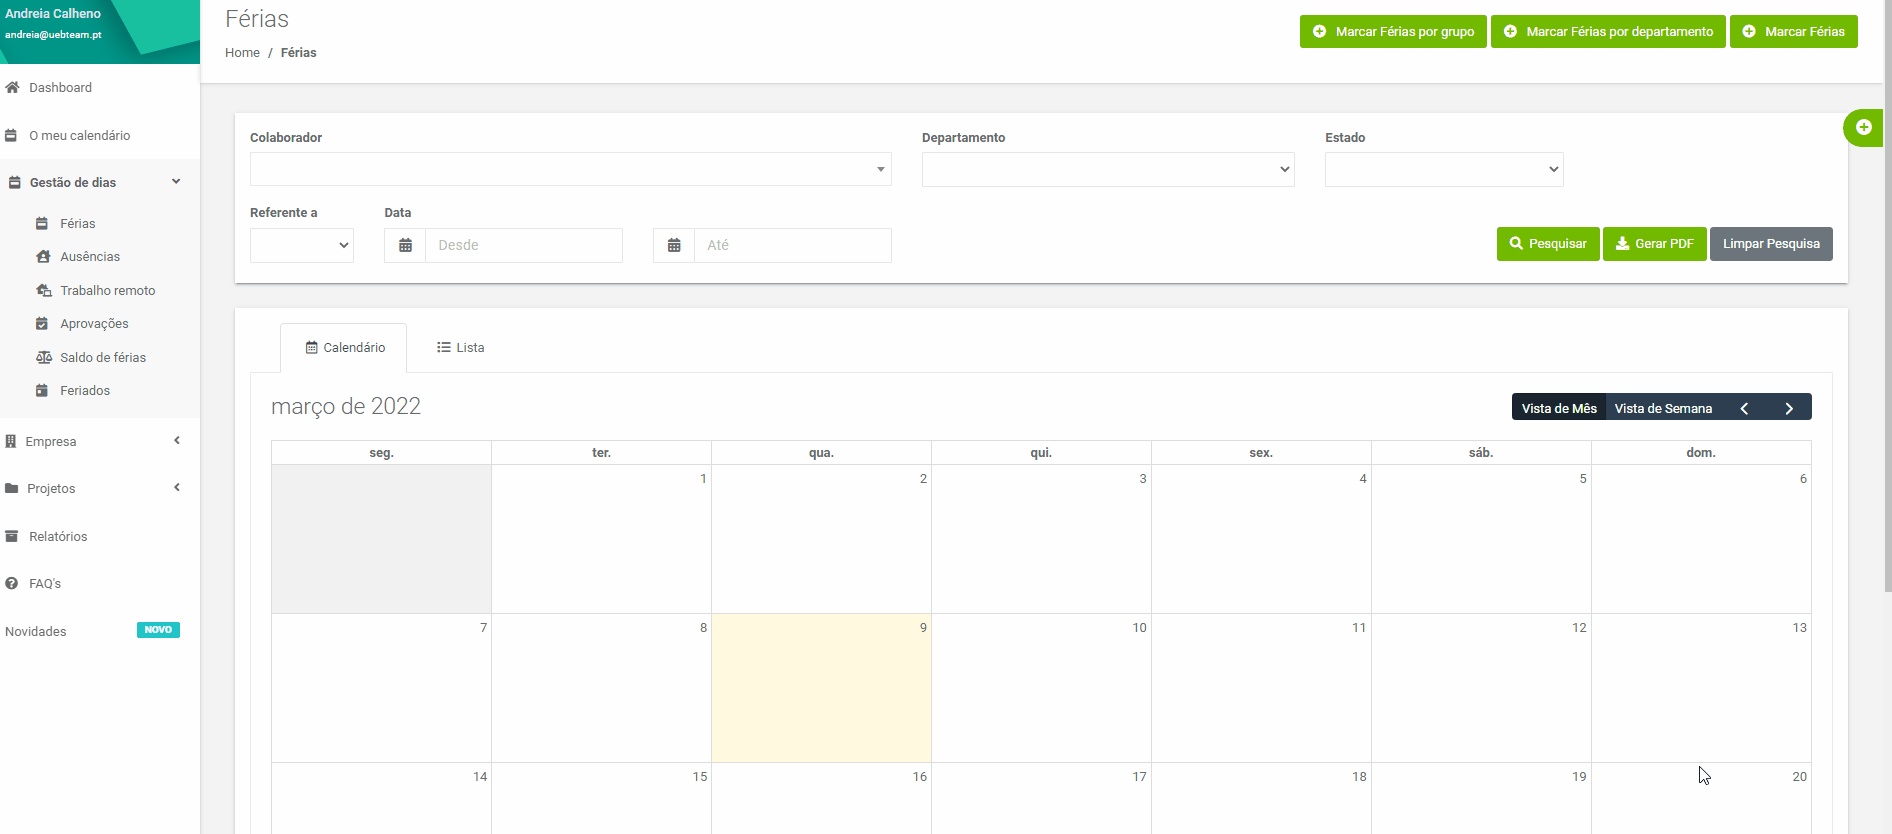 Andreia Calheno
andreia@uebteam.pt
Dashboard
O meu calendário
Gestão de dias
Férias
Ausências
Trabalho remoto
Aprovações
Saldo de férias
Feriados
Empresa
Projetos
Relatórios
FAQ's
Novidades NOVO
Férias
Home / Férias
Marcar Férias por grupo Marcar Férias por departamento Marcar Férias
Colaborador Departamento Estado
Referente a Data
Desde Até
Pesquisar Gerar PDF Limpar Pesquisa
Calendário Lista
março de 2022
Vista de Mês Vista de Semana
seg. ter. qua. qui. sex. sáb. dom.
1 2 3 4 5 6
7 8 9 10 11 12 13
14 15 16 17 18 19 20